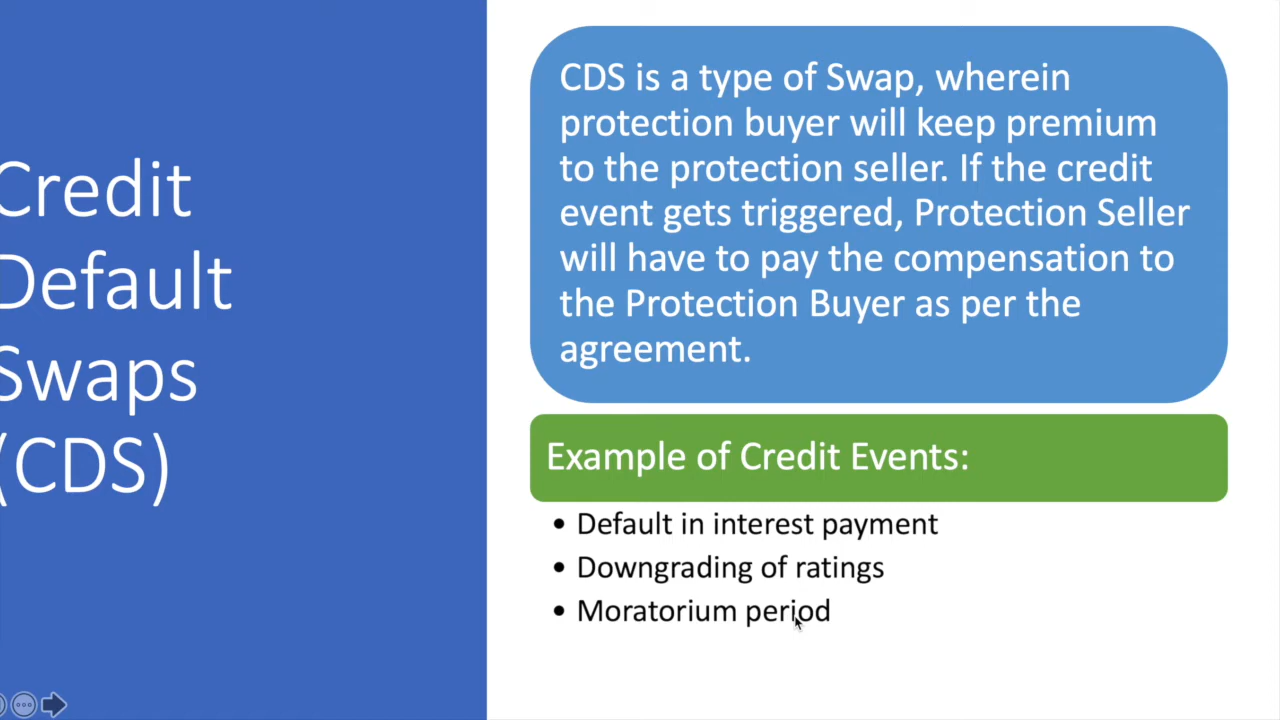 Credit
Default
Swaps
(CDS)
CDS is a type of Swap, wherein
protection buyer will keep premium
to the protection seller. If the credit
event gets triggered, Protection Seller
will have to pay the compensation to
the Protection Buyer as per the
agreement.
Example of Credit Events:
• Default in interest payment
• Downgrading of ratings
• Moratorium period